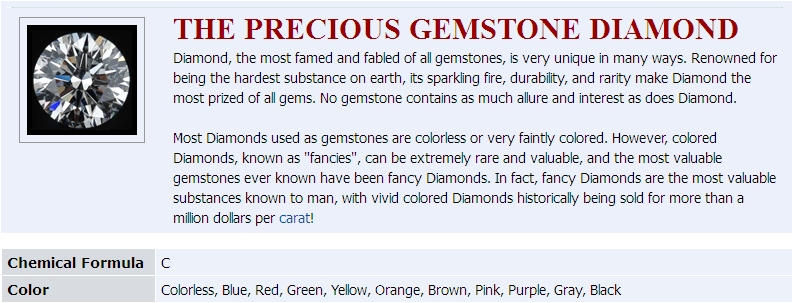 THE PRECIOUS GEMSTONE DIAMOND
Diamond, the most famed and fabled of all gemstones, is very unique in many ways. Renowned for
being the hardest substance on earth, its sparkling fire, durability, and rarity make Diamond the
most prized of all gems. No gemstone contains as much allure and interest as does Diamond.
Most Diamonds used as gemstones are colorless or very faintly colored. However, colored
Diamonds, known as "fancies", can be extremely rare and valuable, and the most valuable
gemstones ever known have been fancy Diamonds. In fact, fancy Diamonds are the most valuable
substances known to man, with vivid colored Diamonds historically being sold for more than a
million dollars per carat!
Chemical Formula C
Color Colorless, Blue, Red, Green, Yellow, Orange, Brown, Pink, Purple, Gray, Black